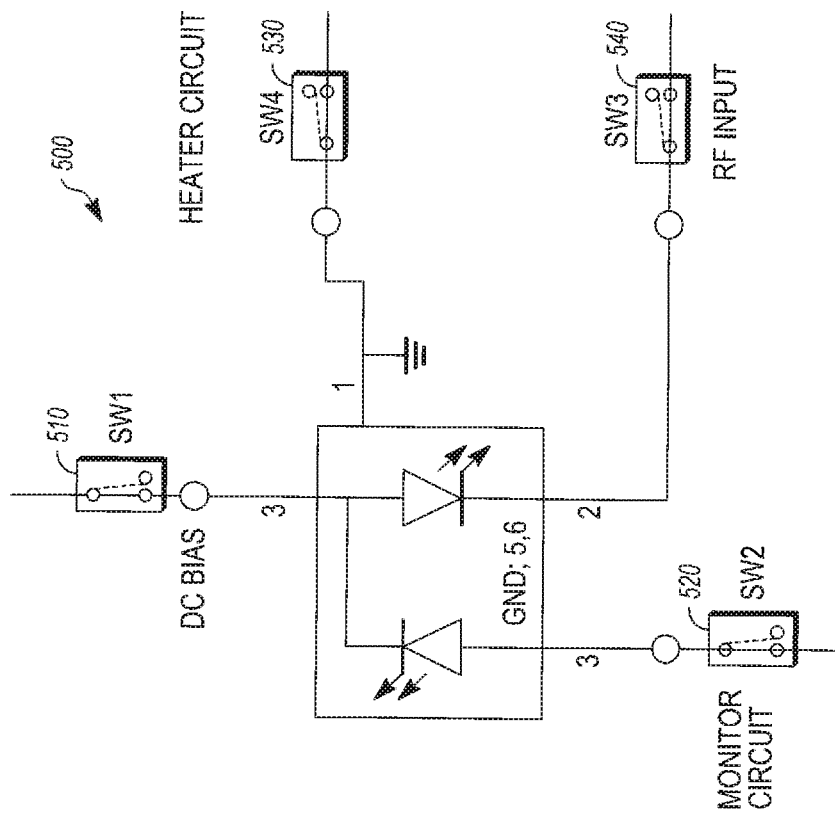 500
510
SW1
DC BIAS
3
HEATER CIRCUIT
530
SW4
1
GND; 5,6
2
3
540
SW3
RF INPUT
520
SW2
MONITOR
CIRCUIT